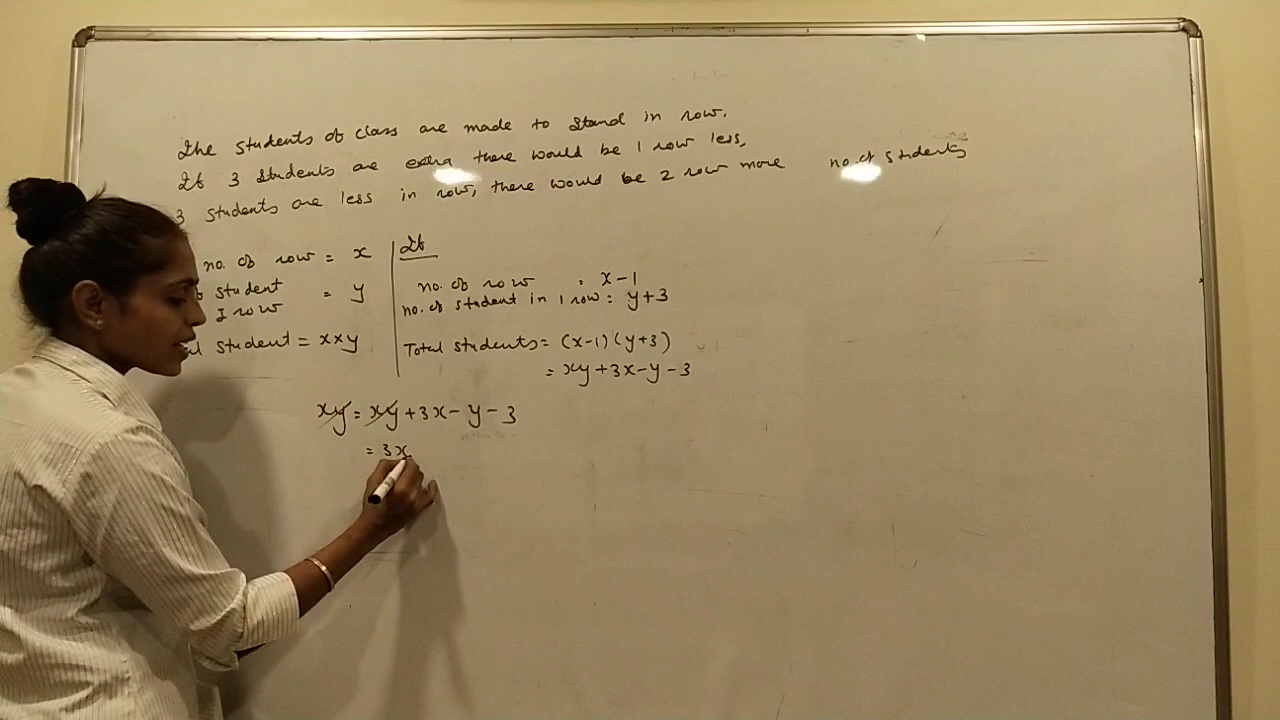 The students of class are made to stand in row.
If 3 students are extra there would be 1 row less,
3 students are less in row, there would be 2 row more
no. of students
no. of row = x
student = y
1 row
student = x×y
If
no. of row = x-1
no. of student in 1 row = y+3
Total students = (x-1)(y+3)
= xy+3x-y-3
xy = xy+3x-y-3
= 3x